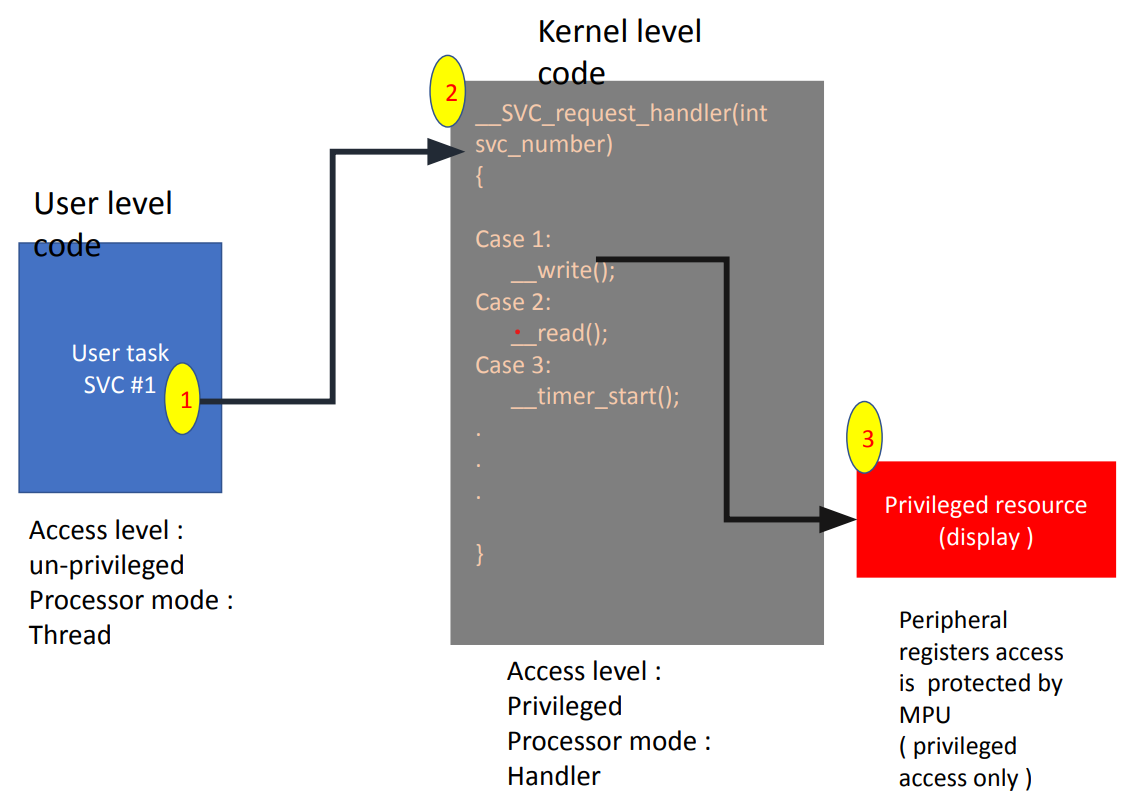 Kernel level
code
2
__SVC_request_handler(int
svc_number)
{
Case 1:
__write();
Case 2:
__read();
Case 3:
__timer_start();
.
.
.
}
User level
code
User task
SVC #1
1
Access level :
un-privileged
Processor mode :
Thread
Access level :
Privileged
Processor mode :
Handler
3
Privileged resource
(display )
Peripheral
registers access
is  protected by
MPU
( privileged
access only )